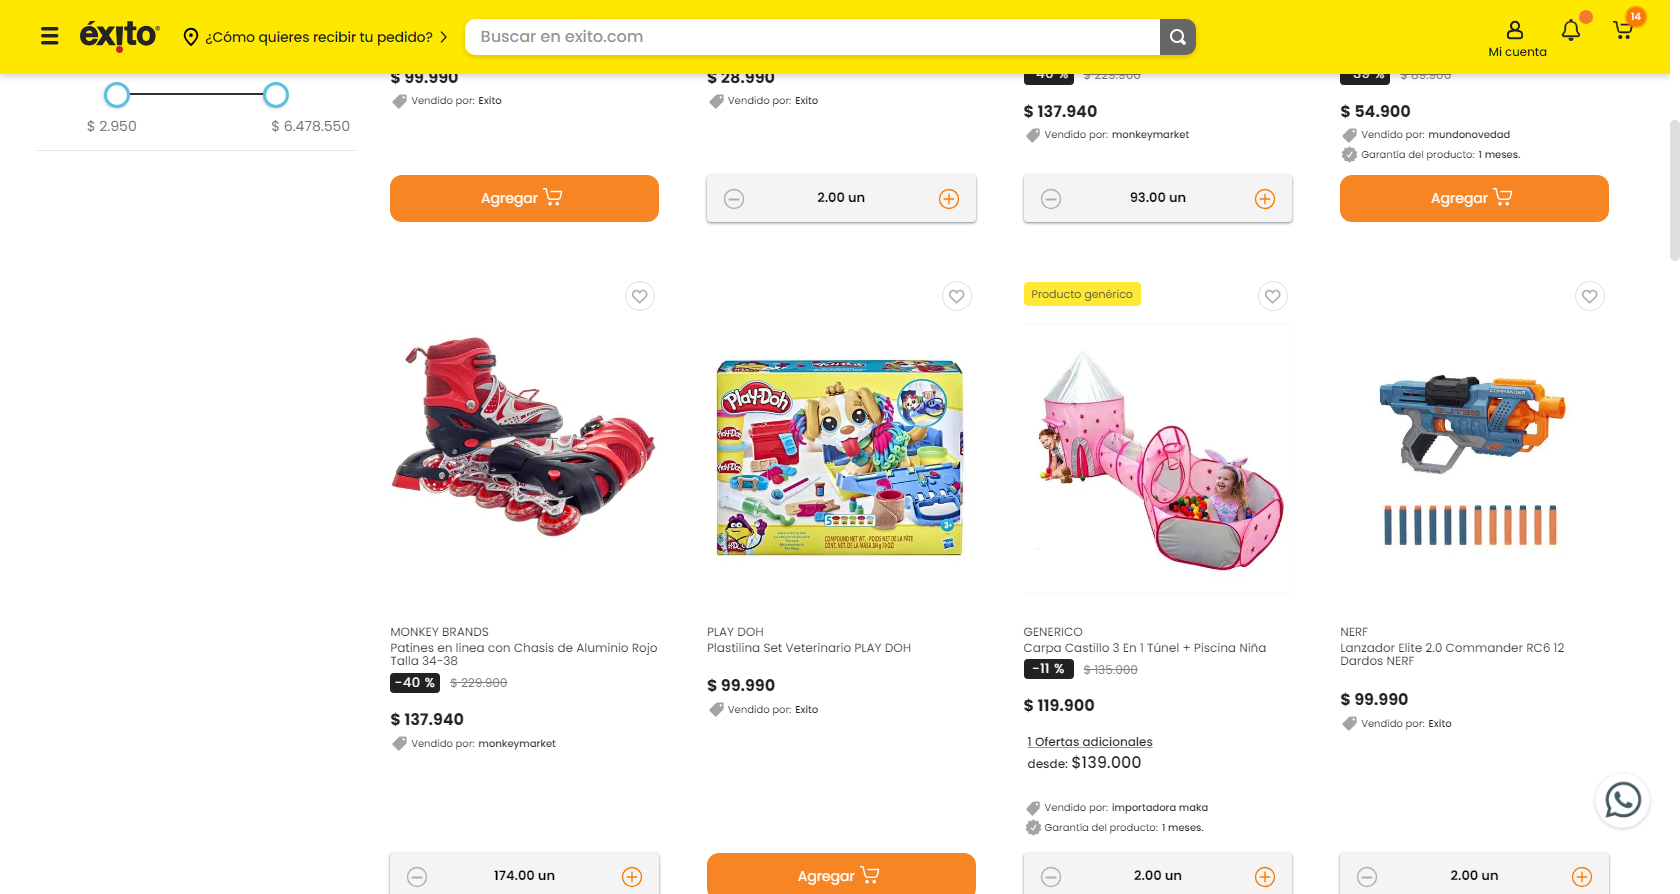 éxito
¿Cómo quieres recibir tu pedido?
Buscar en exito.com
Mi cuenta
14
$ 2.950
$ 6.478.550
$ 99.990
Vendido por: Exito
Agregar
$ 28.990
Vendido por: Exito
2.00 un
-40 % $ 229.900
$ 137.940
Vendido por: monkeymarket
93.00 un
-39 % $ 89.900
$ 54.900
Vendido por: mundonovedad
Garantía del producto: 1 meses.
Agregar
MONKEY BRANDS
Patines en linea con Chasis de Aluminio Rojo
Talla 34-38
-40 % $ 229.900
$ 137.940
Vendido por: monkeymarket
174.00 un
Play-Doh
3+
PLAY DOH
Plastilina Set Veterinario PLAY DOH
$ 99.990
Vendido por: Exito
Agregar
Producto genérico
GENERICO
Carpa Castillo 3 En 1 Túnel + Piscina Niña
-11 % $ 135.000
$ 119.900
1 Ofertas adicionales
desde: $139.000
Vendido por: importadora maka
Garantía del producto: 1 meses.
2.00 un
NERF
Lanzador Elite 2.0 Commander RC6 12
Dardos NERF
$ 99.990
Vendido por: Exito
2.00 un